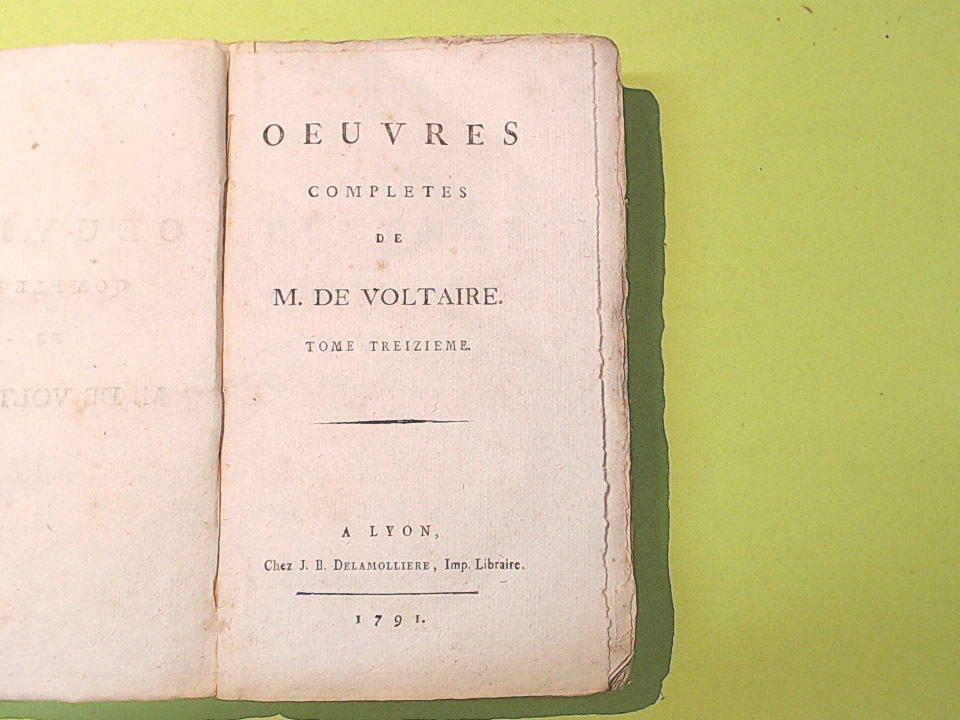 OEUVRES
COMPLETES
DE
M. DE VOLTAIRE.
TOME TREIZIEME.
A LYON,
Chez J. B. DELAMOLLIERE, Imp. Libraire.
1791.